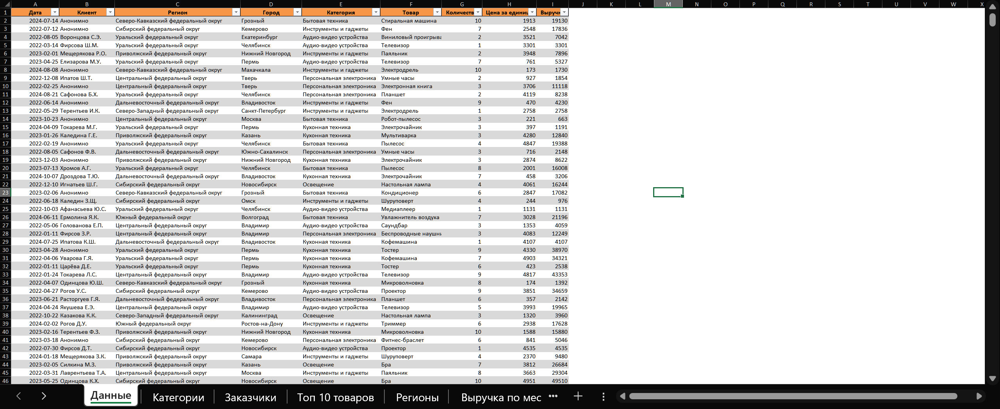 A B C D E F G H I J K L M N O P Q R S T U V W X
1 Дата Клиент Регион Город Категория Товар Количеств Цена за едини Выруч
2 2024-07-14 Анонимно Северо-Кавказский федеральный округ Грозный Бытовая техника Стиральная машина 10 1913 19130
3 2022-07-12 Анонимно Сибирский федеральный округ Кемерово Инструменты и гаджеты Фен 7 2548 17836
4 2022-08-05 Воронцова С.Э. Уральский федеральный округ Екатеринбург Аудио-видео устройства Виниловый проигрыва 2 3521 7042
5 2022-03-14 Фирсова Ш.М. Уральский федеральный округ Челябинск Аудио-видео устройства Телевизор 1 3301 3301
6 2023-02-01 Мещерякова Р.О. Приволжский федеральный округ Нижний Новгород Инструменты и гаджеты Паяльник 2 3948 7896
7 2023-04-25 Елизарова М.У. Уральский федеральный округ Пермь Аудио-видео устройства Телевизор 7 761 5327
8 2024-08-08 Анонимно Северо-Кавказский федеральный округ Махачкала Инструменты и гаджеты Электродрель 10 173 1730
9 2022-12-08 Ипатов Ш.Т. Центральный федеральный округ Тверь Персональная электроника Умные часы 2 927 1854
10 2022-02-25 Анонимно Центральный федеральный округ Тверь Персональная электроника Электронная книга 3 3706 11118
11 2024-08-21 Сафонова Б.Х. Уральский федеральный округ Челябинск Персональная электроника Планшет 2 4119 8238
12 2022-06-14 Анонимно Дальневосточный федеральный округ Владивосток Инструменты и гаджеты Фен 9 470 4230
13 2022-05-29 Терентьев И.К. Северо-Западный федеральный округ Санкт-Петербург Инструменты и гаджеты Электродрель 1 2758 2758
14 2023-10-23 Анонимно Центральный федеральный округ Москва Бытовая техника Робот-пылесос 3 221 663
15 2024-04-09 Токарева М.Г. Уральский федеральный округ Пермь Кухонная техника Электрочайник 3 397 1191
16 2023-01-26 Каледина Г.Е. Приволжский федеральный округ Казань Кухонная техника Мультиварка 3 4280 12840
17 2022-02-19 Анонимно Уральский федеральный округ Челябинск Бытовая техника Пылесос 4 4847 19388
18 2022-08-05 Сафонов Ф.В. Дальневосточный федеральный округ Южно-Сахалинск Персональная электроника Умные часы 3 716 2148
19 2023-12-03 Анонимно Приволжский федеральный округ Нижний Новгород Кухонная техника Электрочайник 3 2874 8622
20 2023-07-13 Хромов А.Г. Уральский федеральный округ Челябинск Бытовая техника Пылесос 8 2001 16008
21 2024-10-07 Дроздова Т.Ю. Дальневосточный федеральный округ Владивосток Кухонная техника Электрочайник 7 458 3206
22 2022-12-10 Игнатьев Ш.Г. Сибирский федеральный округ Новосибирск Освещение Настольная лампа 4 4061 16244
23 2023-02-06 Анонимно Северо-Кавказский федеральный округ Грозный Бытовая техника Кондиционер 6 2847 17082
24 2022-06-18 Каледин З.Щ. Сибирский федеральный округ Омск Инструменты и гаджеты Шуруповерт 4 244 976
25 2022-10-03 Афанасьева Ю.С. Уральский федеральный округ Челябинск Аудио-видео устройства Медиаплеер 1 1131 1131
26 2024-06-11 Ермолина Я.К. Южный федеральный округ Волгоград Бытовая техника Увлажнитель воздуха 7 3028 21196
27 2022-05-06 Голованова Е.П. Центральный федеральный округ Владимир Аудио-видео устройства Саундбар 3 1353 4059
28 2022-01-11 Фирсов З.Р. Центральный федеральный округ Владимир Персональная электроника Беспроводные наушни 3 4083 12249
29 2024-07-25 Ипатова К.Ш. Дальневосточный федеральный округ Владивосток Кухонная техника Кофемашина 1 4107 4107
30 2023-04-28 Анонимно Уральский федеральный округ Пермь Кухонная техника Тостер 9 4330 38970
31 2022-04-06 Уварова Г.Я. Уральский федеральный округ Пермь Кухонная техника Кофемашина 7 4903 34321
32 2022-01-11 Царёва Д.Е. Уральский федеральный округ Пермь Кухонная техника Тостер 6 423 2538
33 2022-01-24 Токарева Л.С. Центральный федеральный округ Владимир Аудио-видео устройства Телевизор 9 4817 43353
34 2022-04-07 Одинцова Ю.Ш. Северо-Кавказский федеральный округ Грозный Кухонная техника Микроволновка 8 174 1392
35 2022-04-27 Рогов У.С. Сибирский федеральный округ Кемерово Аудио-видео устройства Проектор 9 3851 34659
36 2023-06-21 Расторгуев Г.Я. Дальневосточный федеральный округ Владивосток Персональная электроника Планшет 6 357 2142
37 2024-04-24 Якушева Е.Э. Центральный федеральный округ Владимир Аудио-видео устройства Телевизор 5 3993 19965
38 2022-10-22 Казакова К.К. Северо-Западный федеральный округ Калининград Освещение Настольная лампа 3 1320 3960
39 2024-02-02 Рогов Д.У. Южный федеральный округ Ростов-на-Дону Инструменты и гаджеты Триммер 6 2938 17628
40 2023-02-16 Терентьев Ф.З. Приволжский федеральный округ Нижний Новгород Кухонная техника Микроволновка 10 1588 15880
41 2023-03-18 Анонимно Сибирский федеральный округ Кемерово Персональная электроника Фитнес-браслет 6 841 5046
42 2022-07-30 Фирсов Д.Т. Сибирский федеральный округ Новосибирск Аудио-видео устройства Проектор 1 4535 4535
43 2024-01-18 Мещерякова З.К. Приволжский федеральный округ Самара Инструменты и гаджеты Шуруповерт 4 2370 9480
44 2023-02-05 Силкина М.З. Приволжский федеральный округ Казань Освещение Бра 7 3812 26684
45 2022-03-31 Лаврентьева Т.А. Центральный федеральный округ Москва Инструменты и гаджеты Паяльник 8 3663 29304
46 2023-05-25 Одинцова К.Х. Сибирский федеральный округ Новосибирск Освещение Бра 10 4951 49510
Данные Категории Заказчики Топ 10 товаров Регионы Выручка по мес